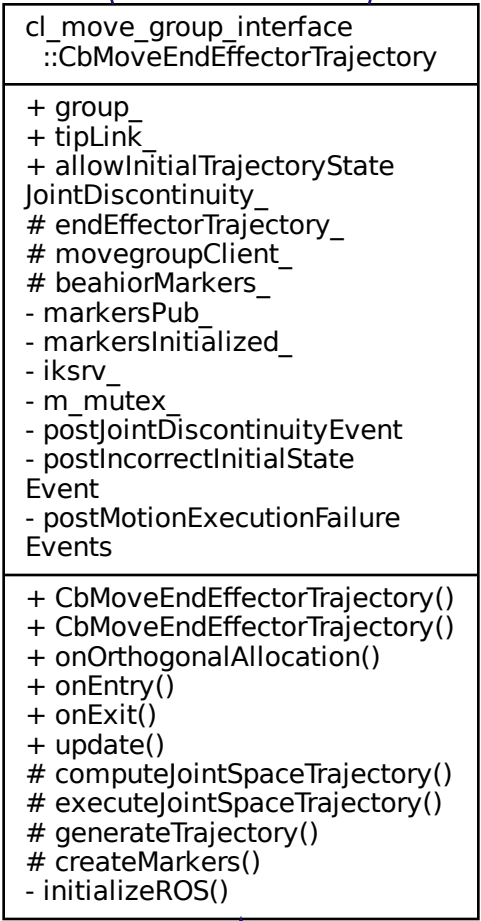 cl_move_group_interface
::CbMoveEndEffectorTrajectory
+ group_
+ tipLink_
+ allowInitialTrajectoryState
JointDiscontinuity_
# endEffectorTrajectory_
# movegroupClient_
# beahiorMarkers_
- markersPub_
- markersInitialized_
- iksrv_
- m_mutex_
- postJointDiscontinuityEvent
- postIncorrectInitialState
Event
- postMotionExecutionFailure
Events
+ CbMoveEndEffectorTrajectory()
+ CbMoveEndEffectorTrajectory()
+ onOrthogonalAllocation()
+ onEntry()
+ onExit()
+ update()
# computeJointSpaceTrajectory()
# executeJointSpaceTrajectory()
# generateTrajectory()
# createMarkers()
- initializeROS()